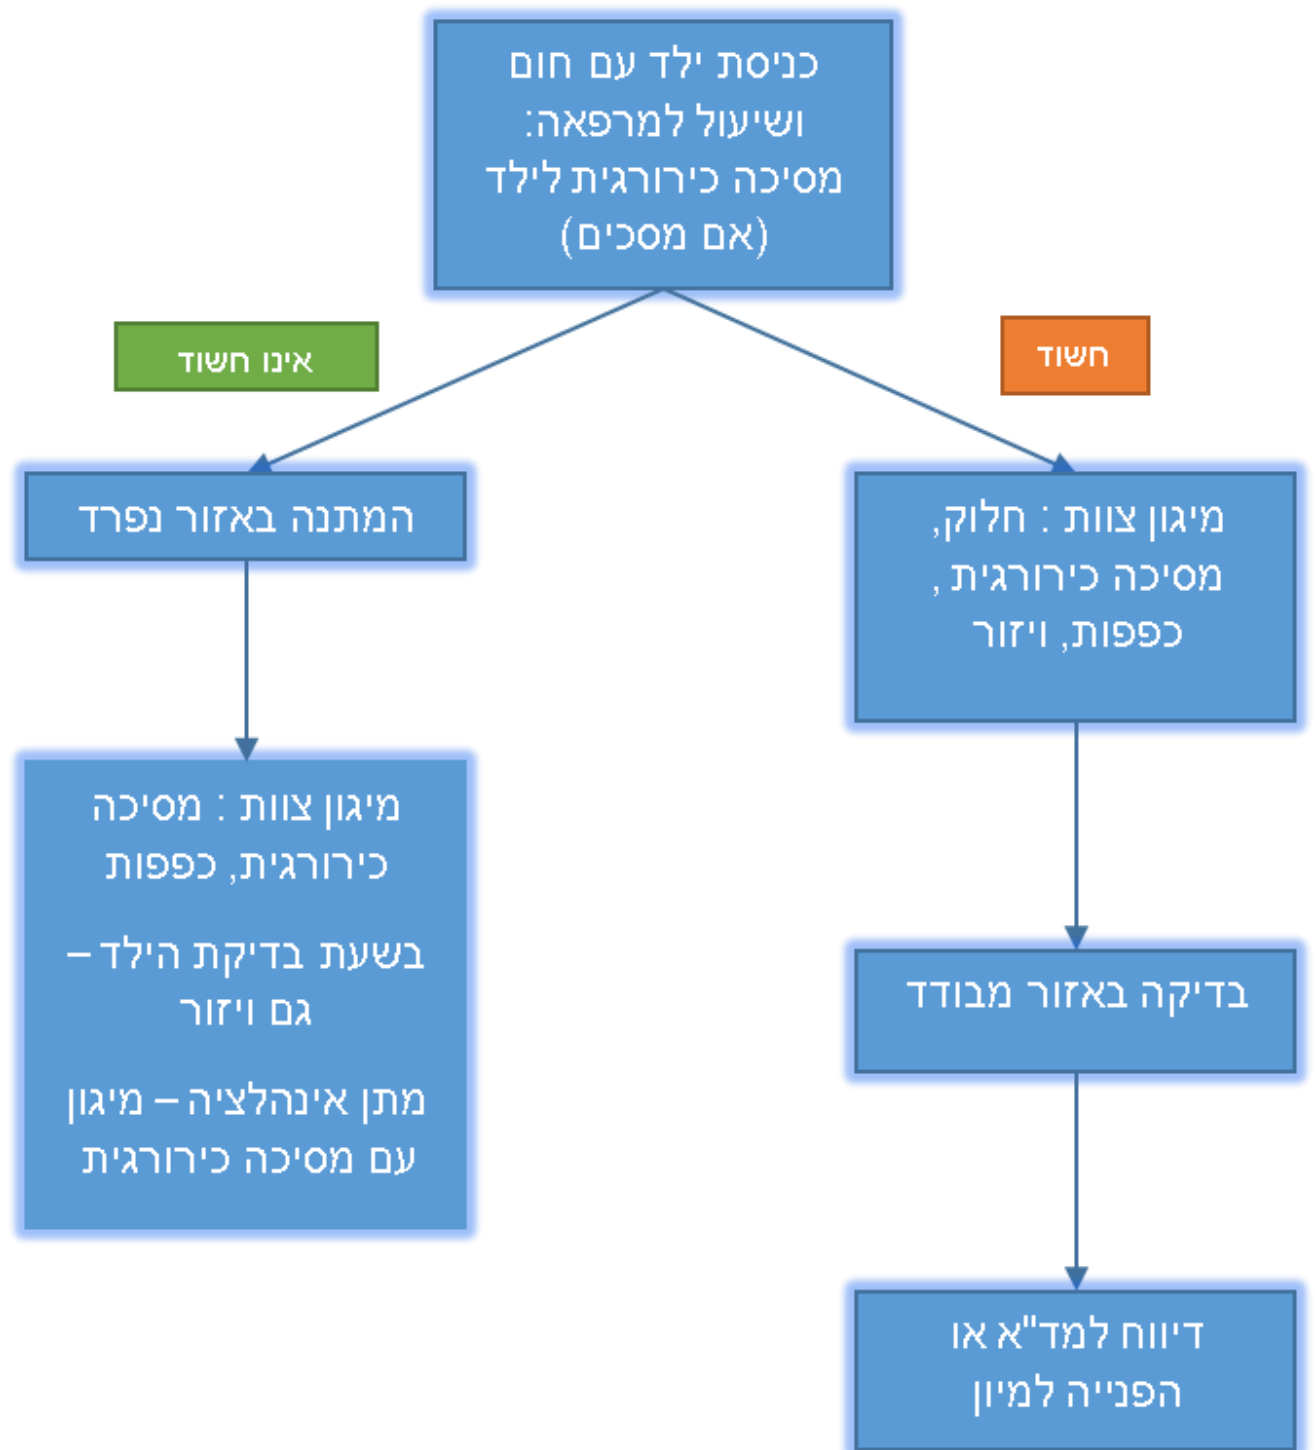 כניסת ילד עם חום
ושיעול למרפאה:
מסיכה כירורגית לילד
(אם מסכים)
חשוד
אינו חשוד
מיגון צוות : חלוק,
מסיכה כירורגית ,
כפפות, ויזור
המתנה באזור נפרד
בדיקה באזור מבודד
מיגון צוות : מסיכה
כירורגית, כפפות
בשעת בדיקת הילד –
גם ויזור
מתן אינהלציה – מיגון
עם מסיכה כירורגית
דיווח למד"א או
הפנייה למיון